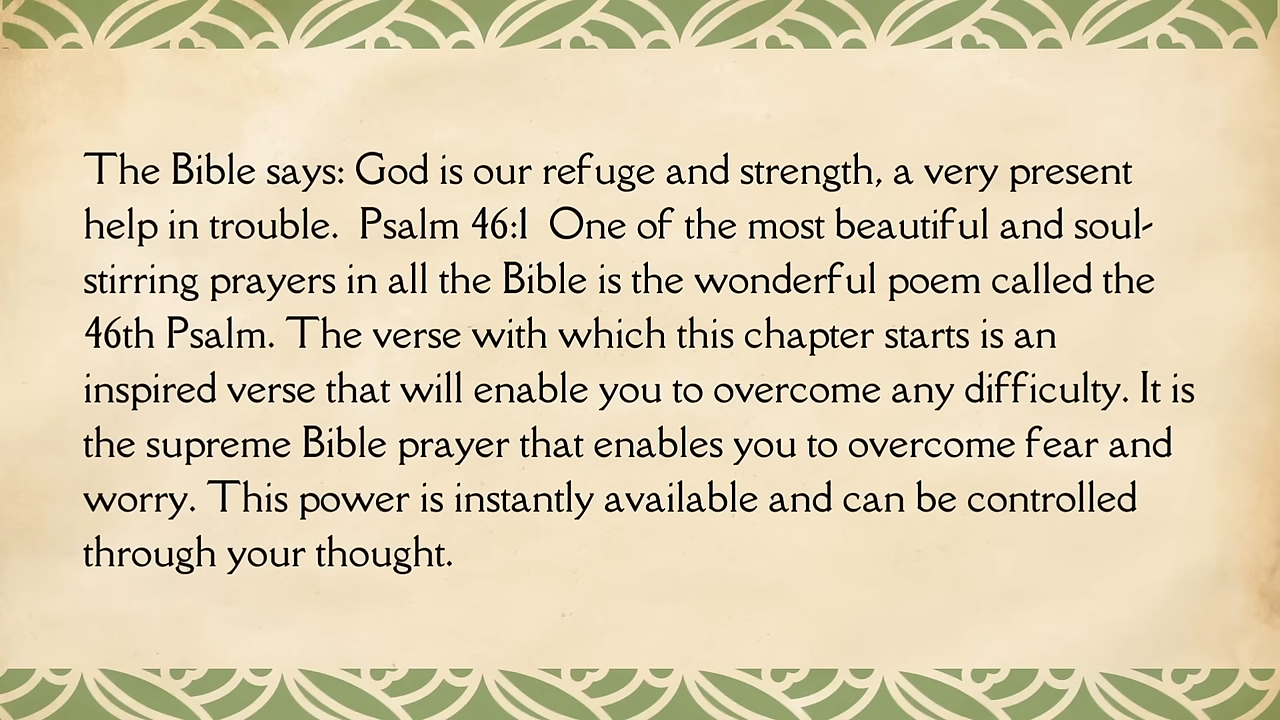 The Bible says: God is our refuge and strength, a very present
help in trouble.  Psalm 46:1  One of the most beautiful and soul-
stirring prayers in all the Bible is the wonderful poem called the
46th Psalm. The verse with which this chapter starts is an
inspired verse that will enable you to overcome any difficulty. It is
the supreme Bible prayer that enables you to overcome fear and
worry. This power is instantly available and can be controlled
through your thought.